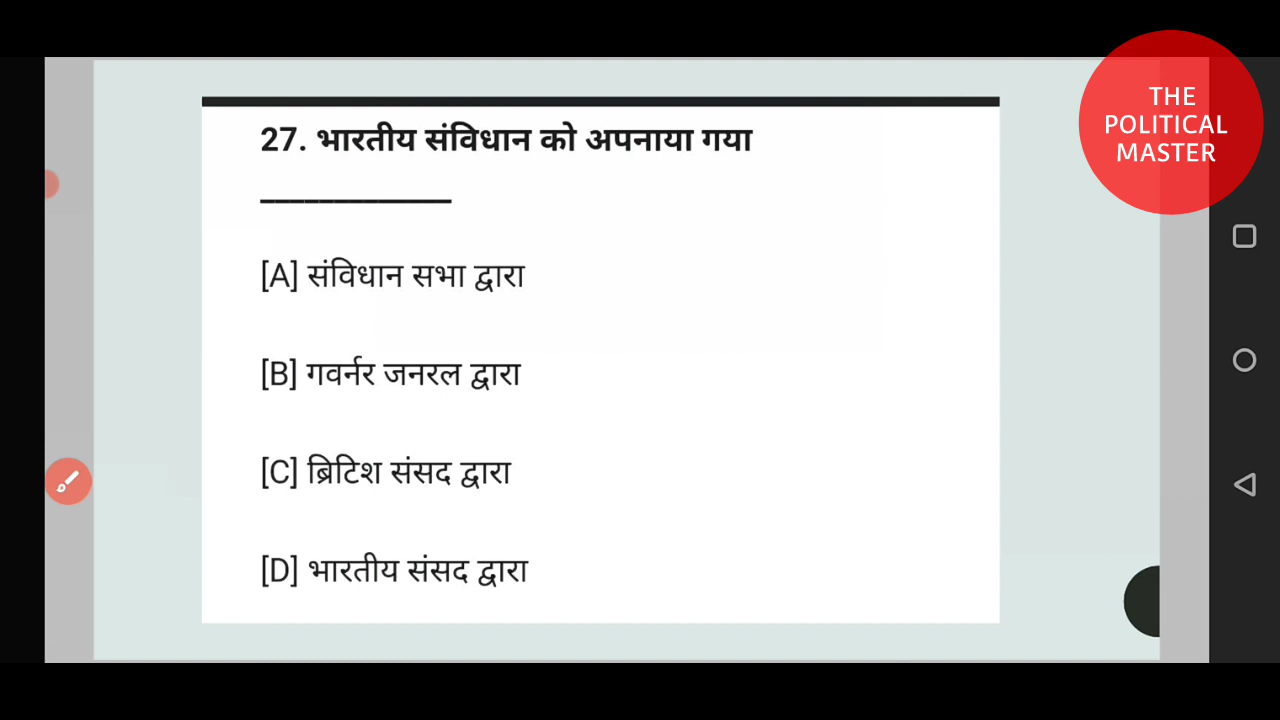 THE
POLITICAL
MASTER
27. भारतीय संविधान को अपनाया गया
_____________
[A] संविधान सभा द्वारा
[B] गवर्नर जनरल द्वारा
[C] ब्रिटिश संसद द्वारा
[D] भारतीय संसद द्वारा